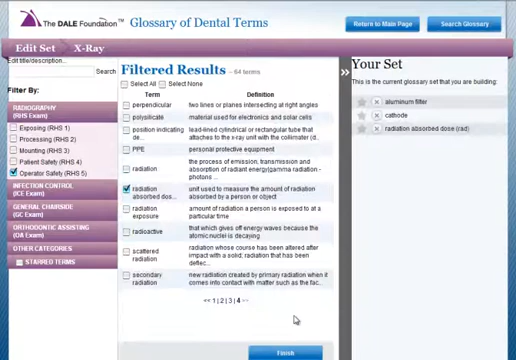 The DALE Foundation™ Glossary of Dental Terms
Return to Main Page
Search Glossary
Edit Set
X-Ray
Edit title/description...
Search
Filter By:
RADIOGRAPHY
(RHS Exam)
Exposing (RHS 1)
Processing (RHS 2)
Mounting (RHS 3)
Patient Safety (RHS 4)
Operator Safety (RHS 5)
INFECTION CONTROL
(ICE Exam)
GENERAL CHAIRSIDE
(GC Exam)
ORTHODONTIC ASSISTING
(OA Exam)
OTHER CATEGORIES
STARRED TERMS
Filtered Results - 64 terms
Select All Select None
Term Definition
perpendicular two lines or planes intersecting at right angles
polysilicate material used for electronics and solar cells
position indicating de... lead-lined cylindrical or rectangular tube that attaches to the x-ray unit with the collimator (d..
PPE personal protective equipment
radiation the process of emission, transmission and absorption of radiant energy(gamma radiation - photons ...
radiation absorbed dos... unit used to measure the amount of radiation absorbed by a person or object
radiation exposure amount of radiation a person is exposed to at a particular time
radioactive that which gives off energy waves because the atomic nuclei is decaying
scattered radiation radiation whose course has been altered after impact with a solid; radiation that has been deflec...
secondary radiation new radiation created by primary radiation when it comes into contact with matter such as the fac...
<< 1 | 2 | 3 | 4 >>
Finish
»
Your Set
This is the current glossary set that you are building:
aluminum filter
cathode
radiation absorbed dose (rad)